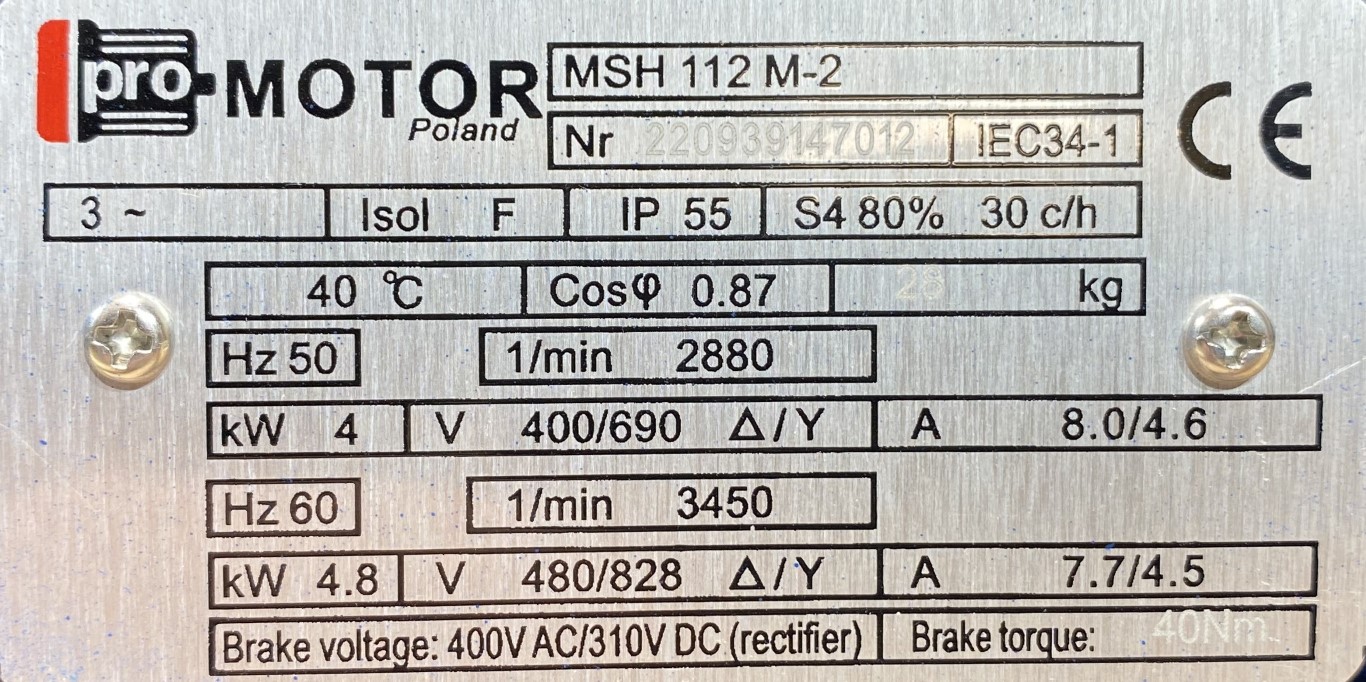 pro MOTOR
Poland
MSH 112 M-2
Nr 220939147012 IEC34-1
CE
3 ~ Isol F IP 55 S4 80% 30 c/h
40 °C Cosφ 0.87 28 kg
Hz 50 1/min 2880
kW 4 V 400/690 Δ/Y A 8.0/4.6
Hz 60 1/min 3450
kW 4.8 V 480/828 Δ/Y A 7.7/4.5
Brake voltage: 400V AC/310V DC (rectifier) Brake torque: 40Nm.